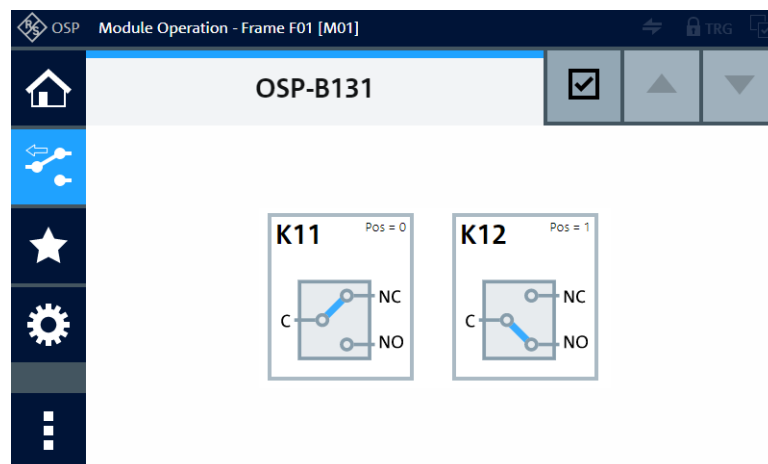 R&S OSP Module Operation - Frame F01 [M01] TRG
OSP-B131
K11 Pos = 0 K12 Pos = 1
NC NC
C C
NO NO